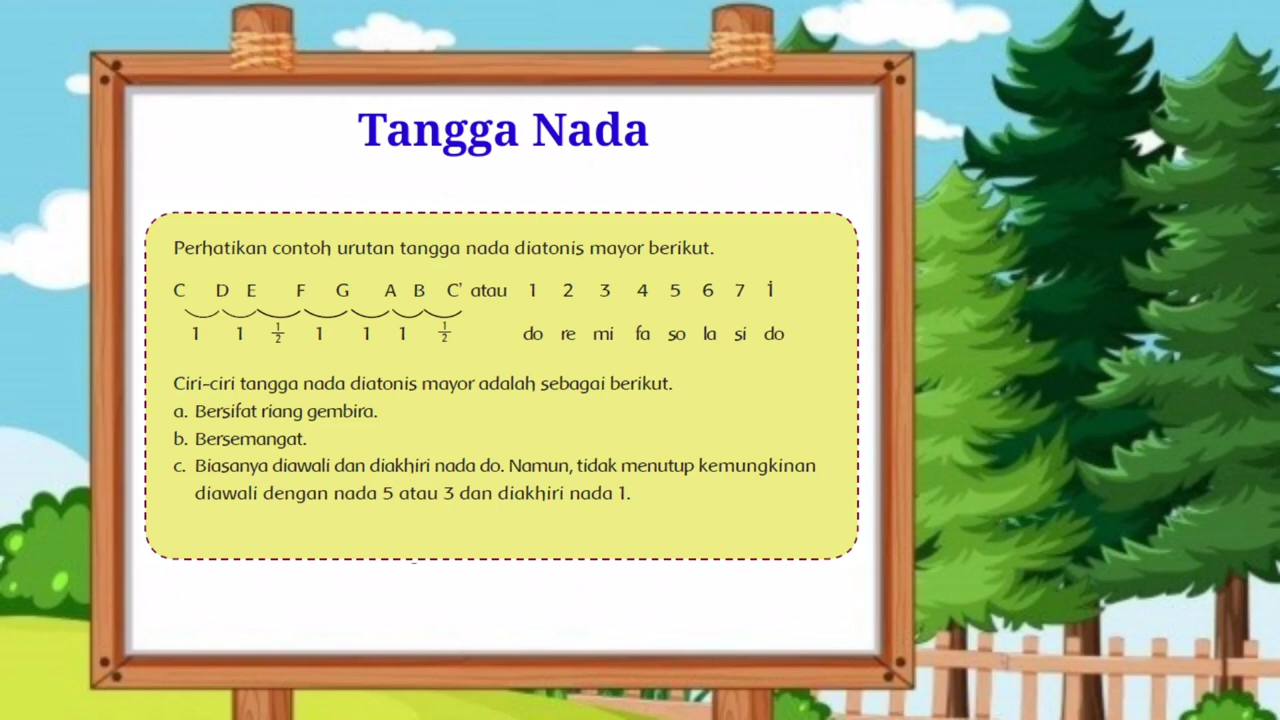 Tangga Nada
Perhatikan contoh urutan tangga nada diatonis mayor berikut.
C D E F G A B C' atau 1 2 3 4 5 6 7 i
1 1 1/2 1 1 1 1/2 do re mi fa so la si do
Ciri-ciri tangga nada diatonis mayor adalah sebagai berikut.
a. Bersifat riang gembira.
b. Bersemangat.
c. Biasanya diawali dan diakhiri nada do. Namun, tidak menutup kemungkinan
diawali dengan nada 5 atau 3 dan diakhiri nada 1.